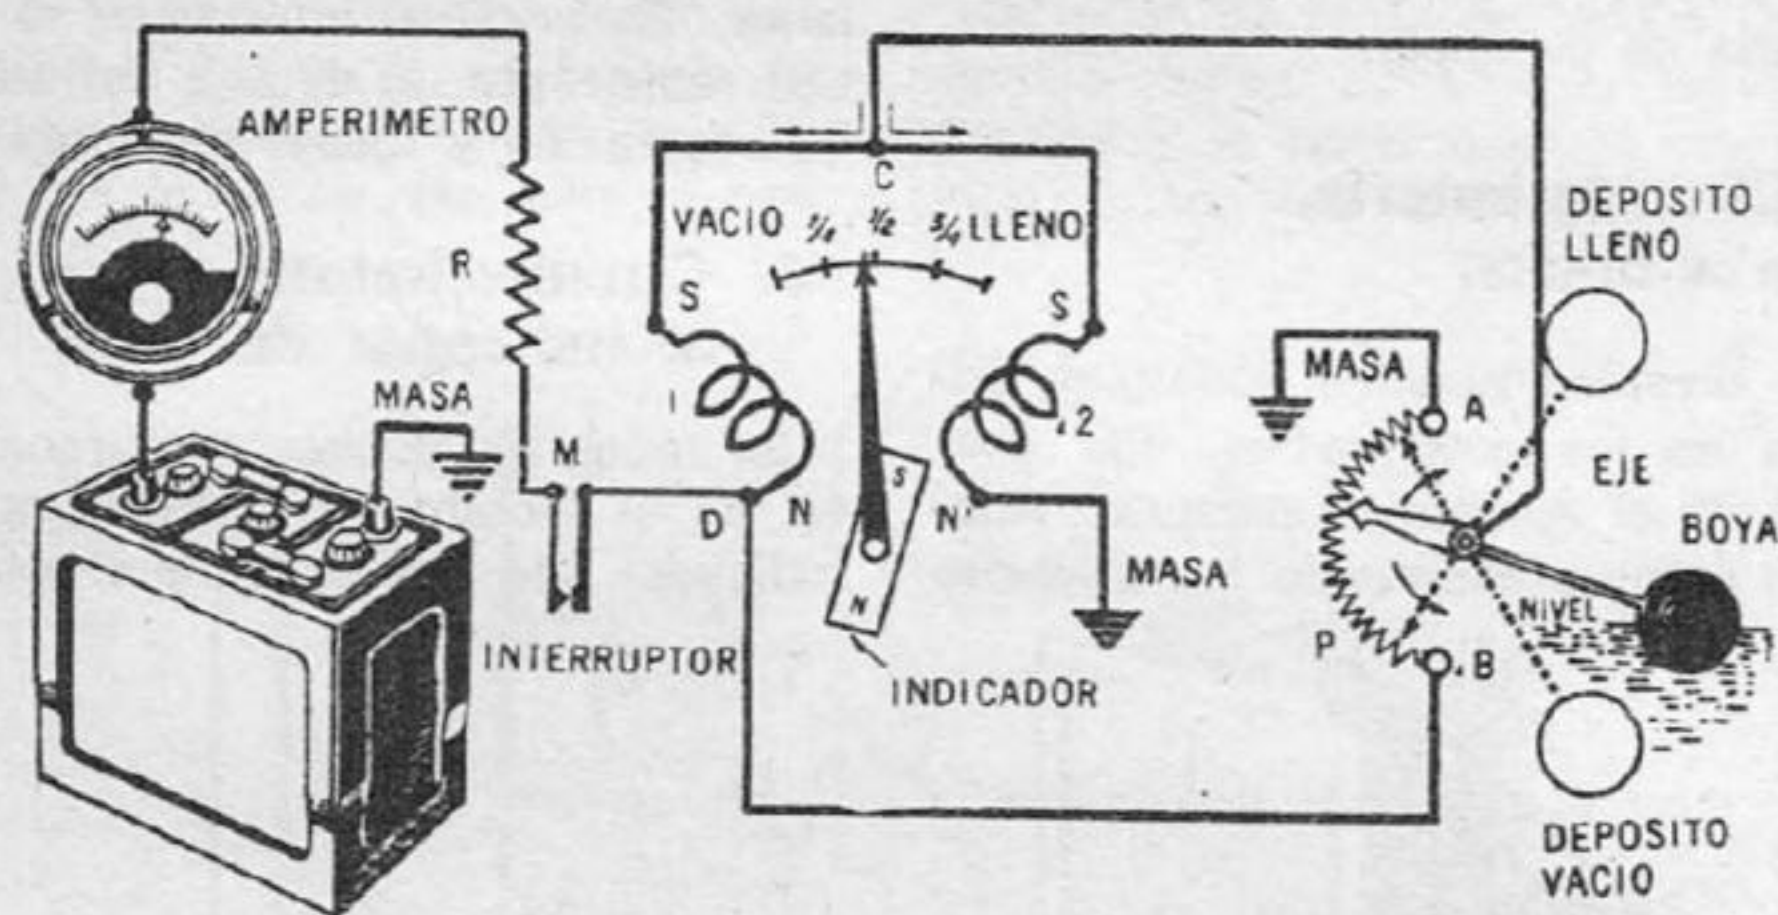 AMPERIMETRO
R
MASA
M
INTERRUPTOR
C
VACIO 1/4 1/2 3/4 LLENO
S
S
1
2
D
N
N'
S
N
MASA
INDICADOR
DEPOSITO
LLENO
MASA
A
EJE
BOYA
NIVEL
P
B
DEPOSITO
VACIO